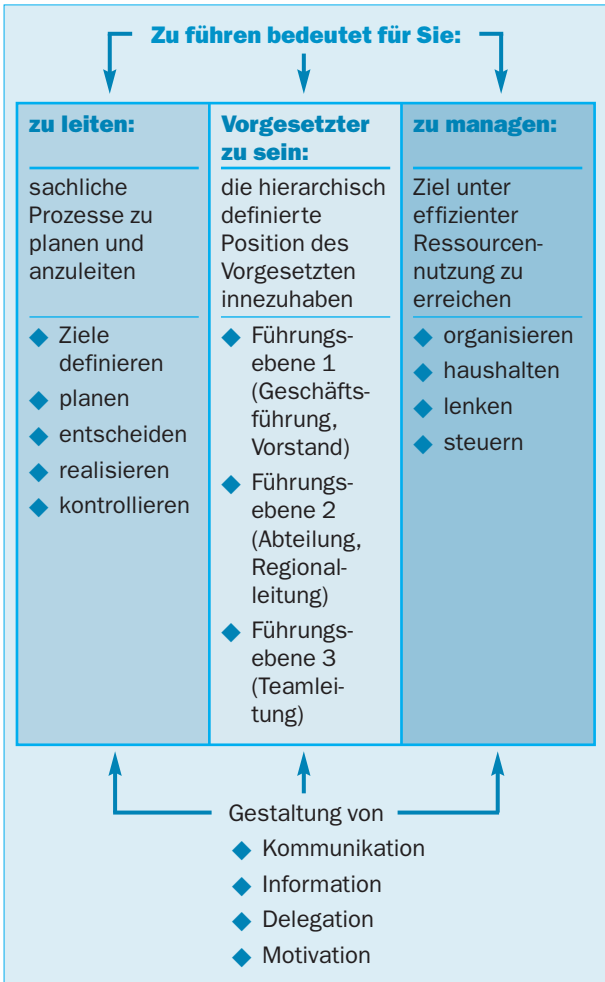 Zu führen bedeutet für Sie:
zu leiten:
sachliche
Prozesse zu
planen und
anzuleiten
◆ Ziele
definieren
◆ planen
◆ entscheiden
◆ realisieren
◆ kontrollieren
Vorgesetzter
zu sein:
die hierarchisch
definierte
Position des
Vorgesetzten
innezuhaben
◆ Führungs-
ebene 1
(Geschäfts-
führung,
Vorstand)
◆ Führungs-
ebene 2
(Abteilung,
Regional-
leitung)
◆ Führungs-
ebene 3
(Teamlei-
tung)
zu managen:
Ziel unter
effizienter
Ressourcen-
nutzung zu
erreichen
◆ organisieren
◆ haushalten
◆ lenken
◆ steuern
Gestaltung von
◆ Kommunikation
◆ Information
◆ Delegation
◆ Motivation